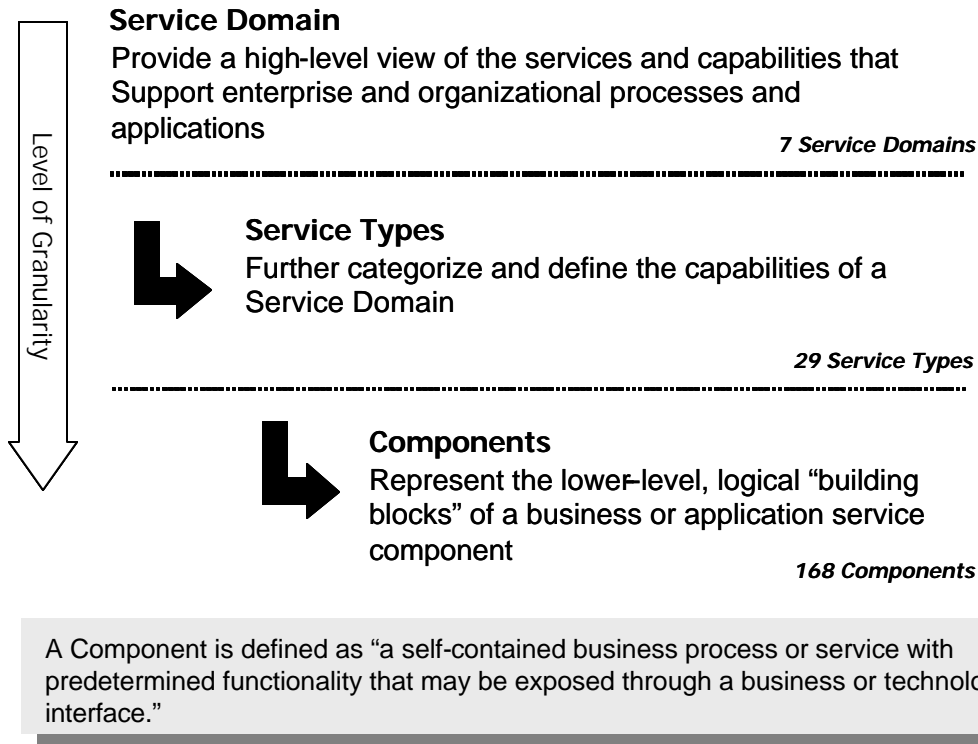 Service Domain
Provide a high-level view of the services and capabilities that
Support enterprise and organizational processes and
applications
7 Service Domains
Level of Granularity
Service Types
Further categorize and define the capabilities of a
Service Domain
29 Service Types
Components
Represent the lower-level, logical “building
blocks” of a business or application service
component
168 Components
A Component is defined as “a self-contained business process or service with
predetermined functionality that may be exposed through a business or technolo
interface.”